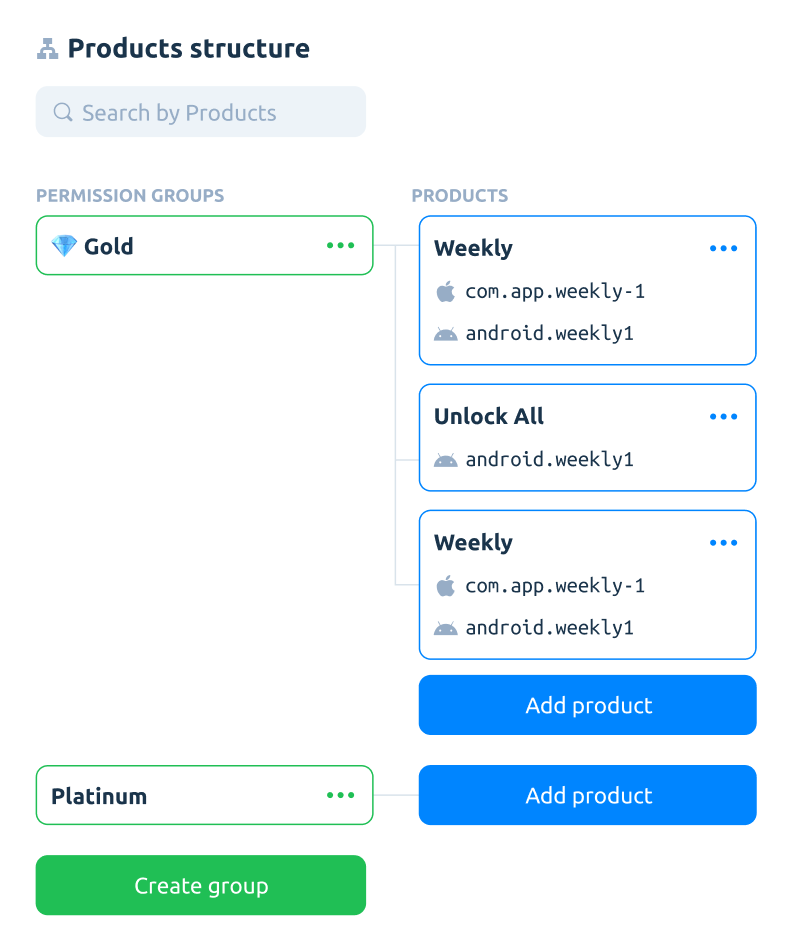 Products structure
Search by Products
PERMISSION GROUPS
PRODUCTS
Gold
Weekly
com.app.weekly-1
android.weekly1
Unlock All
android.weekly1
Weekly
com.app.weekly-1
android.weekly1
Add product
Platinum
Add product
Create group